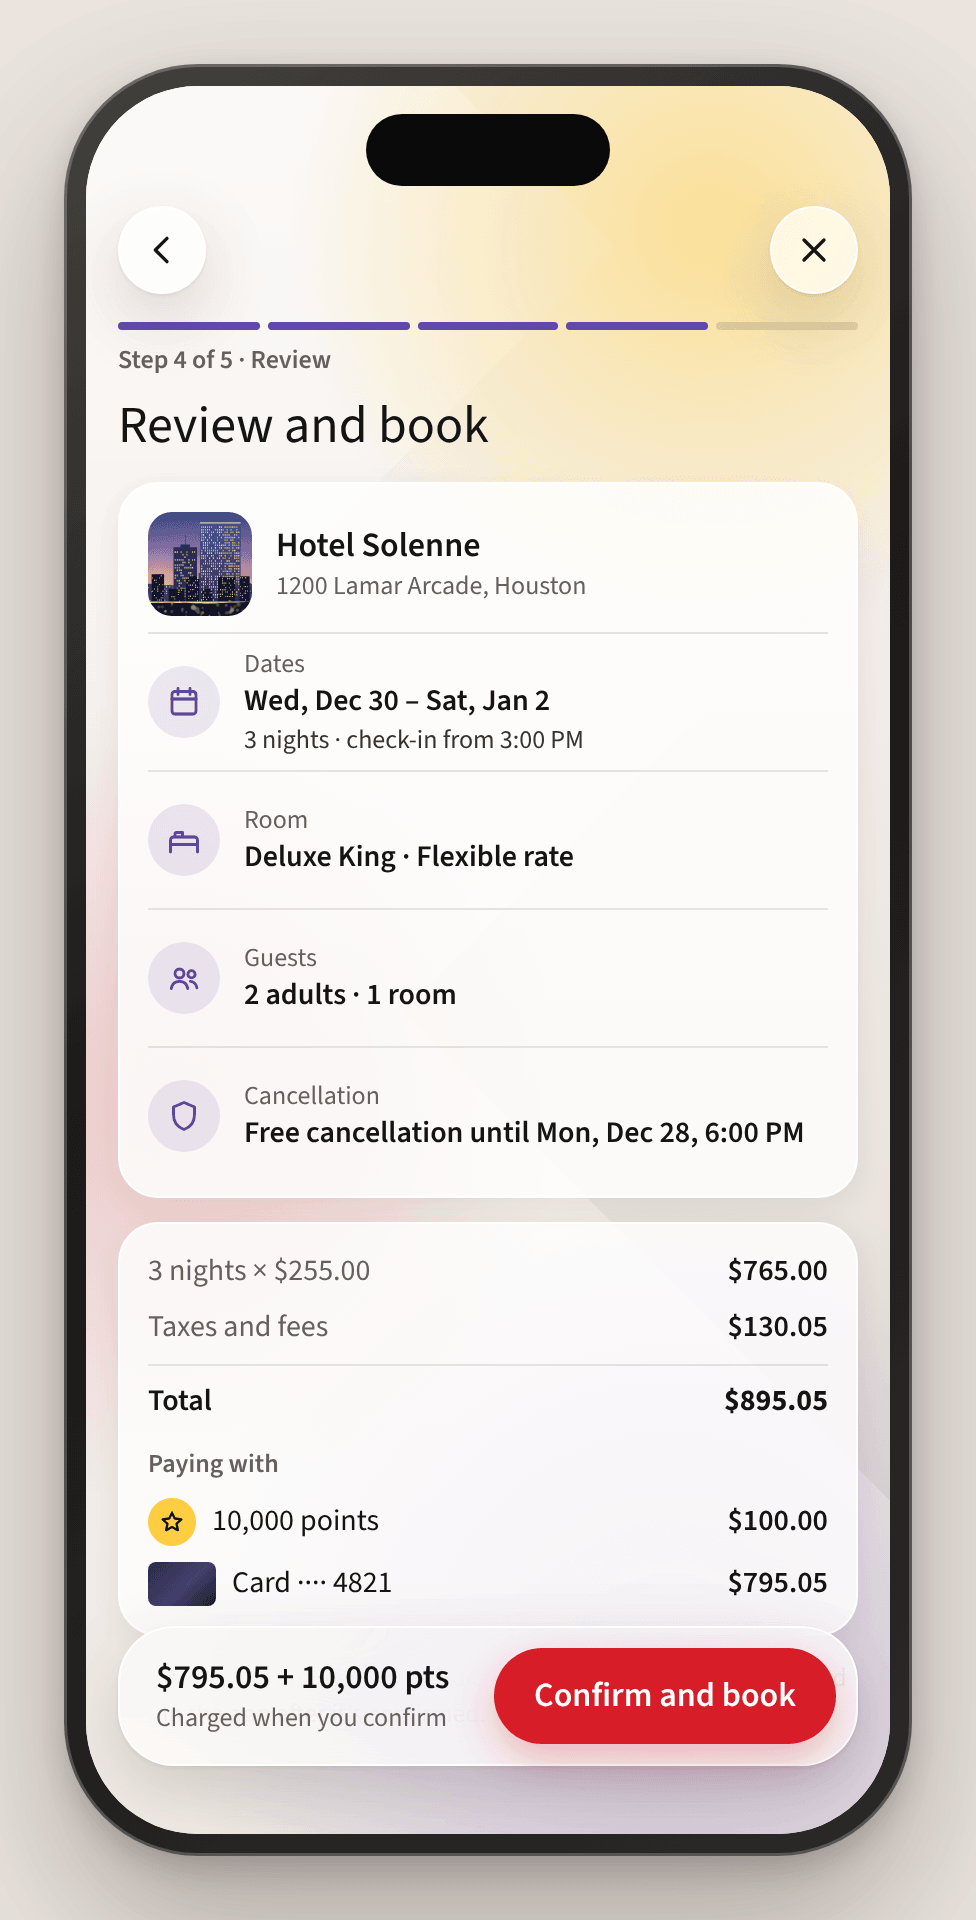 Step 4 of 5 · Review
Review and book
Hotel Solenne
1200 Lamar Arcade, Houston
Dates
Wed, Dec 30 – Sat, Jan 2
3 nights · check-in from 3:00 PM
Room
Deluxe King · Flexible rate
Guests
2 adults · 1 room
Cancellation
Free cancellation until Mon, Dec 28, 6:00 PM
3 nights × $255.00 $765.00
Taxes and fees $130.05
Total $895.05
Paying with
10,000 points $100.00
Card ···· 4821 $795.05
$795.05 + 10,000 pts
Charged when you confirm
Confirm and book